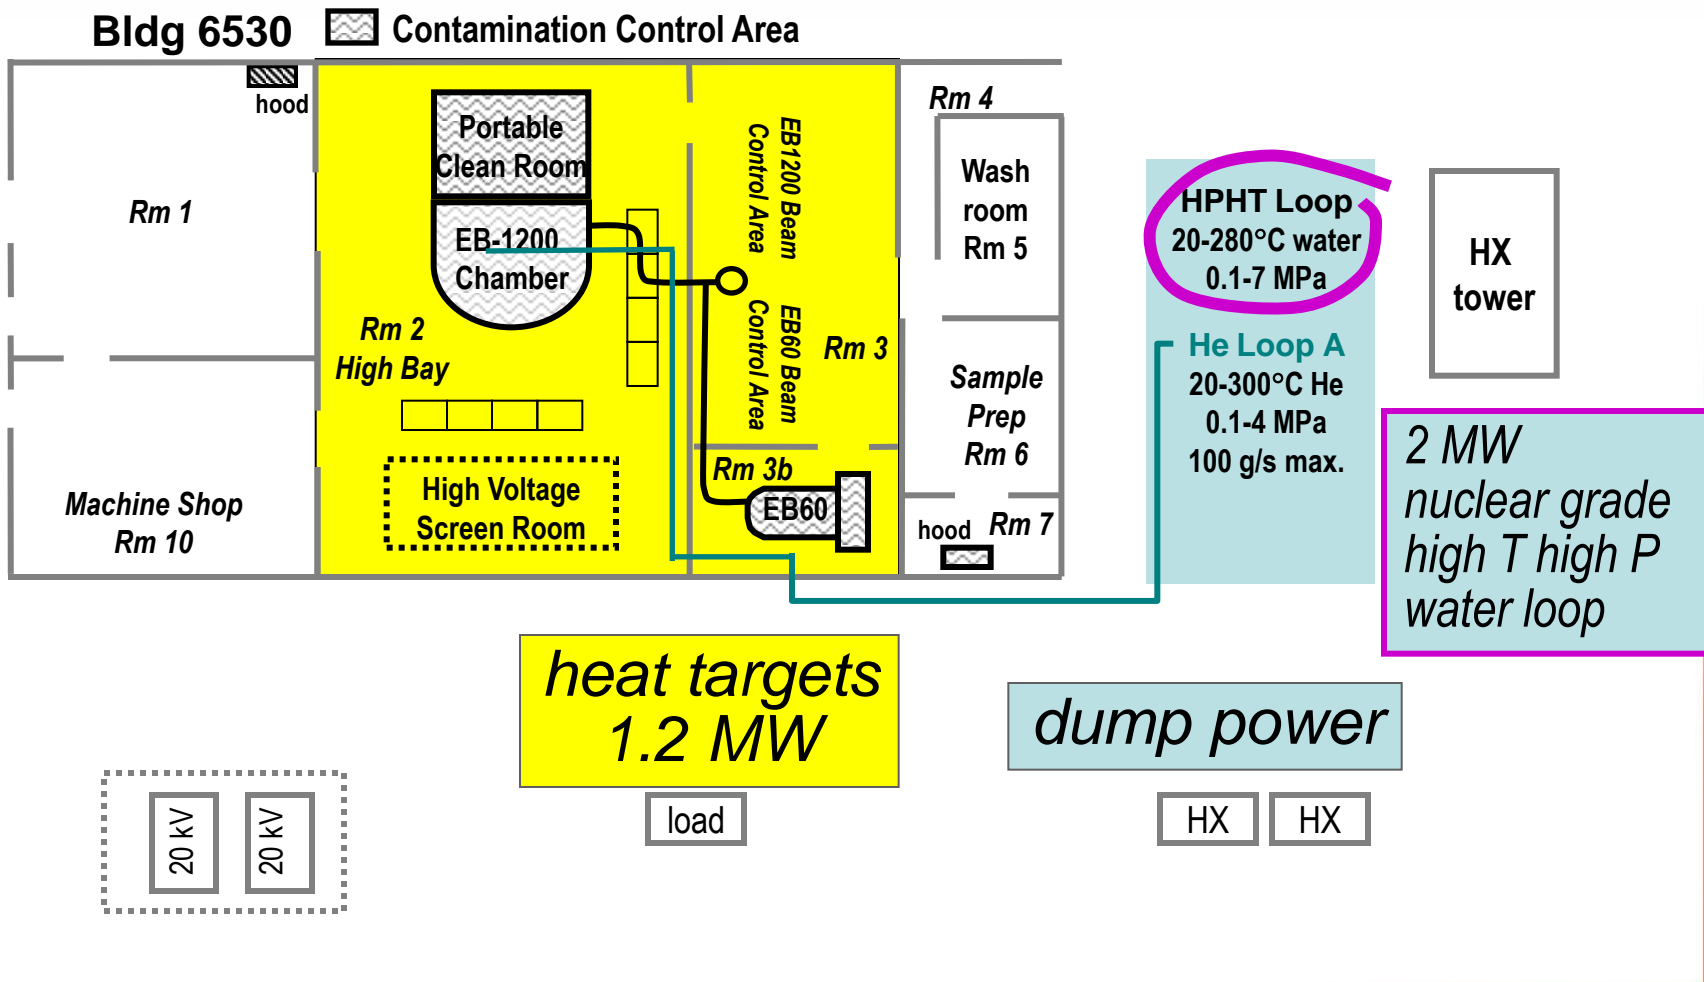 Bldg 6530
Contamination Control Area
hood
Rm 1
Machine Shop
Rm 10
Portable
Clean Room
EB-1200
Chamber
Rm 2
High Bay
High Voltage
Screen Room
EB1200 Beam
Control Area
EB60 Beam
Control Area
Rm 3
Rm 3b
EB60
Rm 4
Wash
room
Rm 5
Sample
Prep
Rm 6
hood
Rm 7
HPHT Loop
20-280°C water
0.1-7 MPa
He Loop A
20-300°C He
0.1-4 MPa
100 g/s max.
HX
tower
2 MW
nuclear grade
high T high P
water loop
heat targets
1.2 MW
dump power
20 kV
20 kV
load
HX
HX